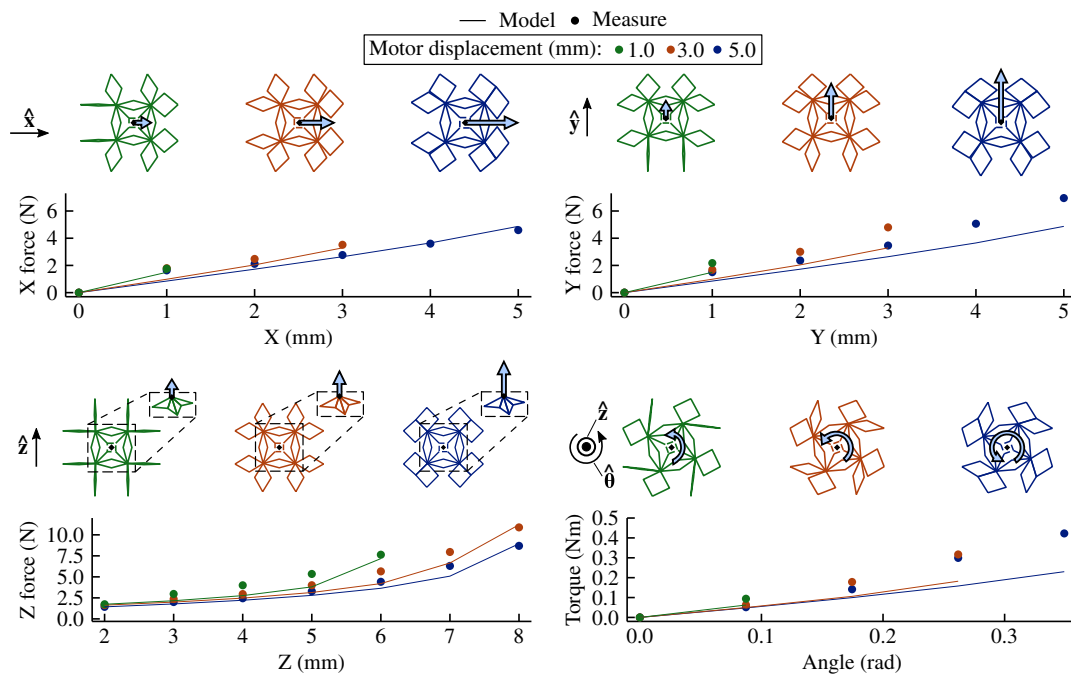 Model Measure
Motor displacement (mm): 1.0 3.0 5.0
x̂
ŷ
X force (N)
6
4
2
0
0 1 2 3 4 5
X (mm)
Y force (N)
6
4
2
0
0 1 2 3 4 5
Y (mm)
ẑ
ẑ
θ̂
Z force (N)
10.0
7.5
5.0
2.5
0.0
2 3 4 5 6 7 8
Z (mm)
Torque (Nm)
0.5
0.4
0.3
0.2
0.1
0.0
0.0 0.1 0.2 0.3
Angle (rad)